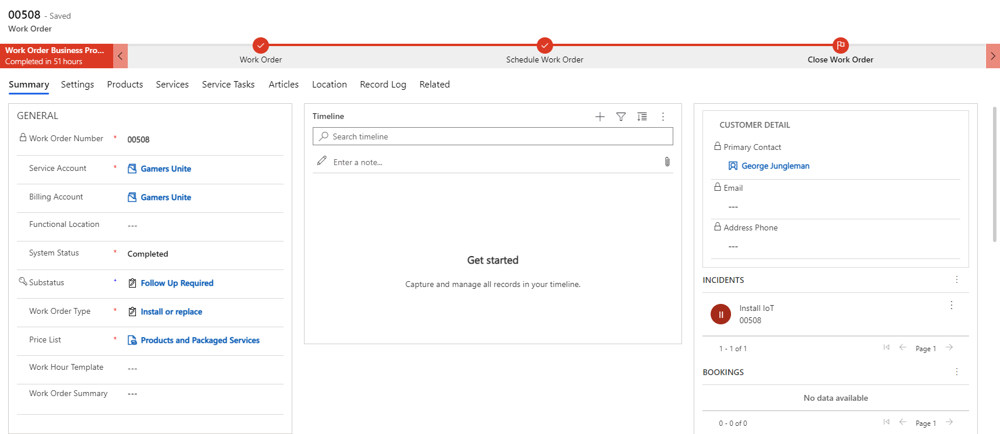 00508 - Saved
Work Order
Work Order Business Pro...
Completed in 51 hours
Work Order
Schedule Work Order
Close Work Order
Summary Settings Products Services Service Tasks Articles Location Record Log Related
GENERAL
Work Order Number * 00508
Service Account * Gamers Unite
Billing Account Gamers Unite
Functional Location ---
System Status * Completed
Substatus + Follow Up Required
Work Order Type * Install or replace
Price List * Products and Packaged Services
Work Hour Template ---
Work Order Summary ---
Timeline
Search timeline
Enter a note...
Get started
Capture and manage all records in your timeline.
CUSTOMER DETAIL
Primary Contact
George Jungleman
Email
---
Address Phone
---
INCIDENTS
II
Install IoT
00508
1 - 1 of 1 Page 1
BOOKINGS
No data available
0 - 0 of 0 Page 1